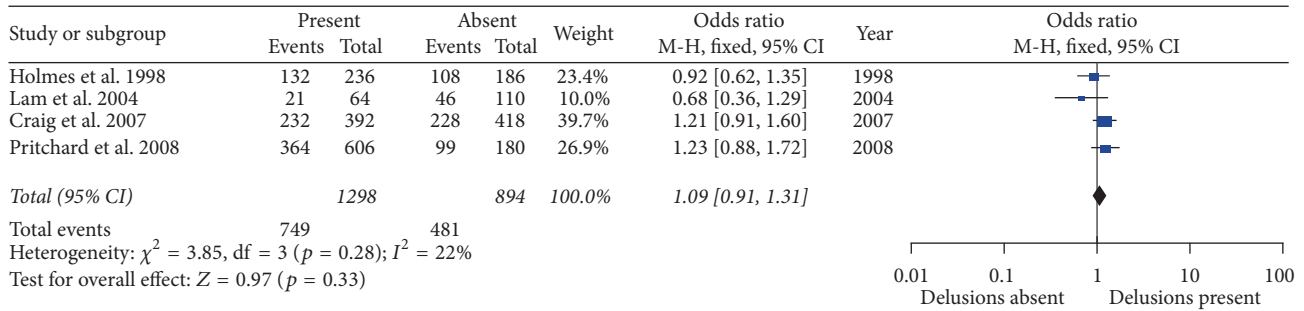 Study or subgroup Present Absent Weight Odds ratio Year Odds ratio
Events Total Events Total M-H, fixed, 95% CI M-H, fixed, 95% CI
Holmes et al. 1998 132 236 108 186 23.4% 0.92 [0.62, 1.35] 1998
Lam et al. 2004 21 64 46 110 10.0% 0.68 [0.36, 1.29] 2004
Craig et al. 2007 232 392 228 418 39.7% 1.21 [0.91, 1.60] 2007
Pritchard et al. 2008 364 606 99 180 26.9% 1.23 [0.88, 1.72] 2008
Total (95% CI) 1298 894 100.0% 1.09 [0.91, 1.31]
Total events 749 481
Heterogeneity: χ² = 3.85, df = 3 (p = 0.28); I² = 22%
Test for overall effect: Z = 0.97 (p = 0.33)
0.01 0.1 1 10 100
Delusions absent Delusions present